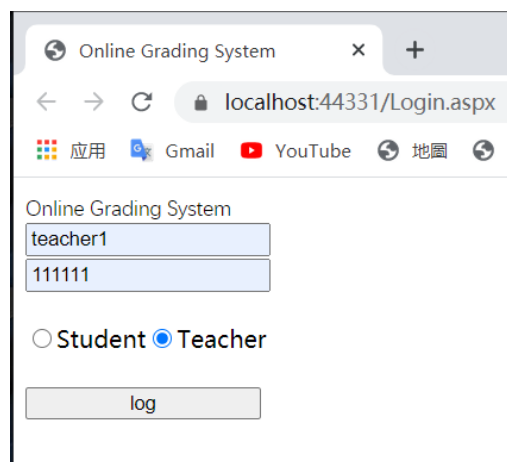 Online Grading System
localhost:44331/Login.aspx
应用 Gmail YouTube 地圖
Online Grading System
teacher1
111111
Student Teacher
log